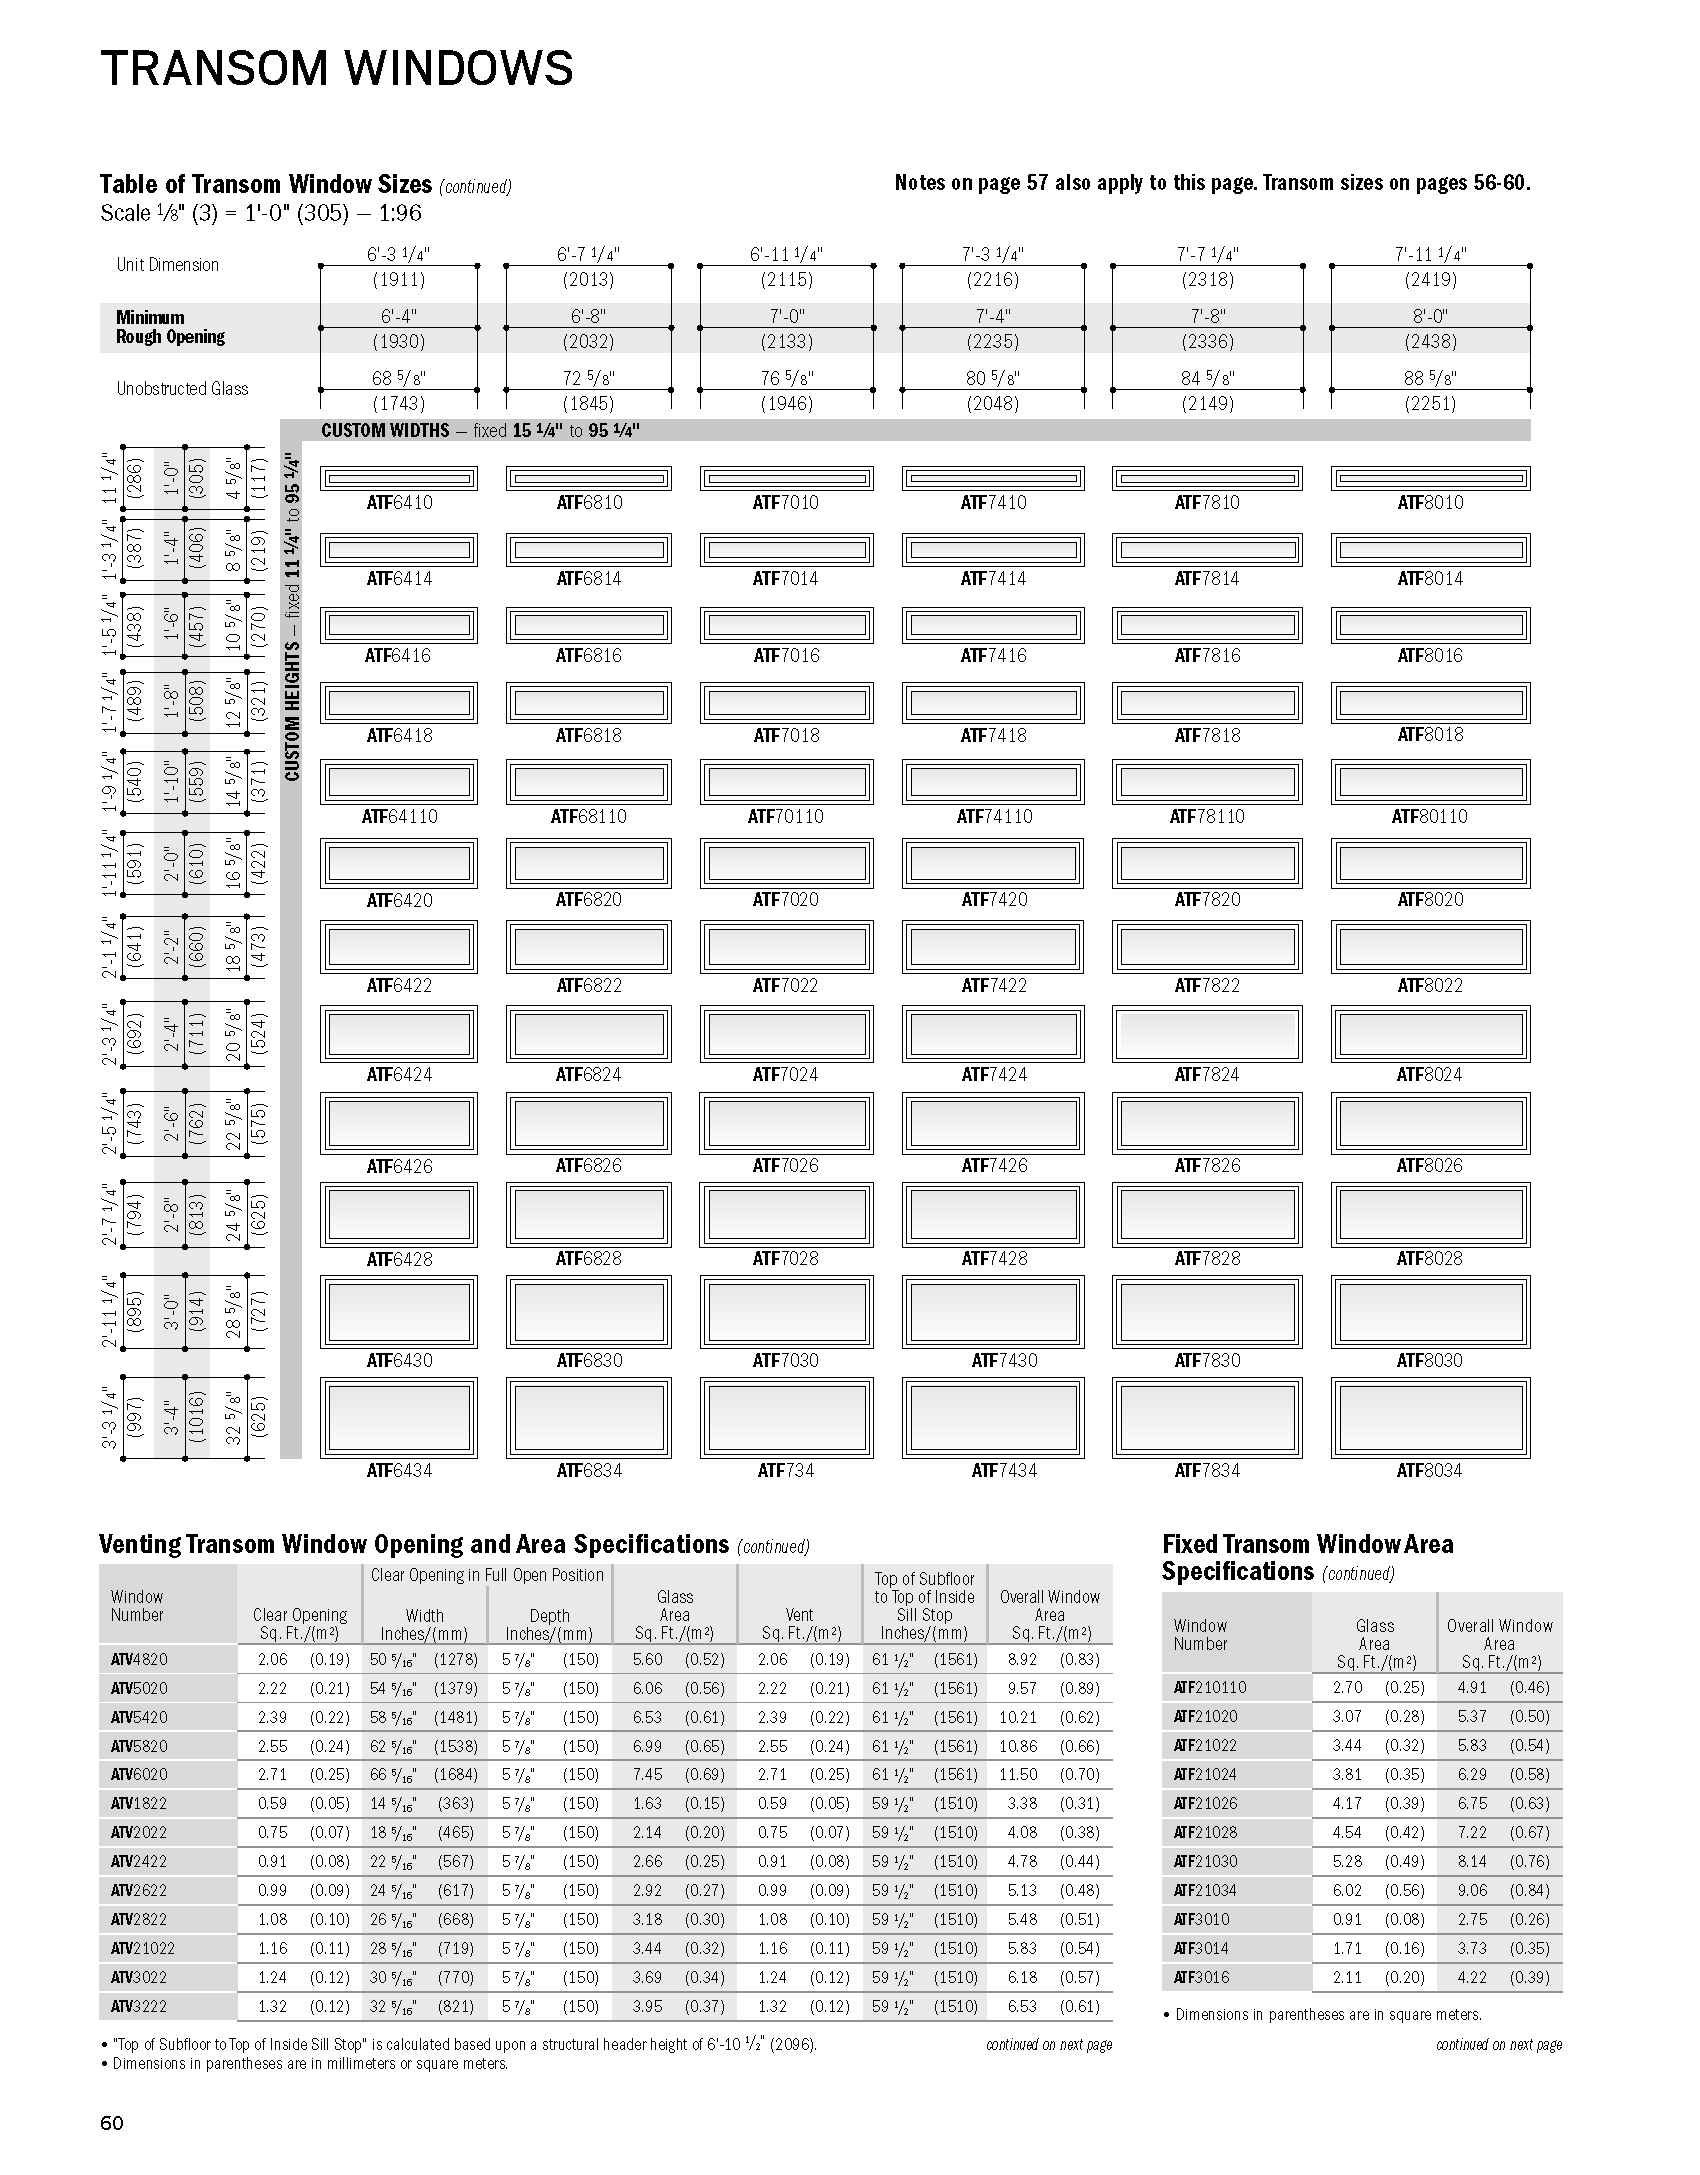 TRANSOM WINDOWS
Table of Transom Window Sizes (continued)
Notes on page 57 also apply to this page. Transom sizes on pages 56-60.
Scale 1/8" (3) = 1'-0" (305) – 1:96
Unit Dimension
6'-3 1/4" 6'-7 1/4" 6'-11 1/4" 7'-3 1/4" 7'-7 1/4" 7'-11 1/4"
(1911) (2013) (2115) (2216) (2318) (2419)
Minimum
Rough Opening
6'-4" 6'-8" 7'-0" 7'-4" 7'-8" 8'-0"
(1930) (2032) (2133) (2235) (2336) (2438)
Unobstructed Glass
68 5/8" 72 5/8" 76 5/8" 80 5/8" 84 5/8" 88 5/8"
(1743) (1845) (1946) (2048) (2149) (2251)
CUSTOM WIDTHS – fixed 15 1/4" to 95 1/4"
CUSTOM HEIGHTS – fixed 11 1/4" to 95 1/4"
11 1/4" (286) 1'-0" (305) 4 5/8" (117)
ATF6410 ATF6810 ATF7010 ATF7410 ATF7810 ATF8010
1'-3 1/4" (387) 1'-4" (406) 8 5/8" (219)
ATF6414 ATF6814 ATF7014 ATF7414 ATF7814 ATF8014
1'-5 1/4" (438) 1'-6" (457) 10 5/8" (270)
ATF6416 ATF6816 ATF7016 ATF7416 ATF7816 ATF8016
1'-7 1/4" (489) 1'-8" (508) 12 5/8" (321)
ATF6418 ATF6818 ATF7018 ATF7418 ATF7818 ATF8018
1'-9 1/4" (540) 1'-10" (559) 14 5/8" (371)
ATF64110 ATF68110 ATF70110 ATF74110 ATF78110 ATF80110
1'-11 1/4" (591) 2'-0" (610) 16 5/8" (422)
ATF6420 ATF6820 ATF7020 ATF7420 ATF7820 ATF8020
2'-1 1/4" (641) 2'-2" (660) 18 5/8" (473)
ATF6422 ATF6822 ATF7022 ATF7422 ATF7822 ATF8022
2'-3 1/4" (692) 2'-4" (711) 20 5/8" (524)
ATF6424 ATF6824 ATF7024 ATF7424 ATF7824 ATF8024
2'-5 1/4" (743) 2'-6" (762) 22 5/8" (575)
ATF6426 ATF6826 ATF7026 ATF7426 ATF7826 ATF8026
2'-7 1/4" (794) 2'-8" (813) 24 5/8" (625)
ATF6428 ATF6828 ATF7028 ATF7428 ATF7828 ATF8028
2'-11 1/4" (895) 3'-0" (914) 28 5/8" (727)
ATF6430 ATF6830 ATF7030 ATF7430 ATF7830 ATF8030
3'-3 1/4" (997) 3'-4" (1016) 32 5/8" (625)
ATF6434 ATF6834 ATF734 ATF7434 ATF7834 ATF8034
Venting Transom Window Opening and Area Specifications (continued)
Window
Number
Clear Opening
Sq. Ft./(m²)
Clear Opening in Full Open Position
Width
Inches/(mm)
Depth
Inches/(mm)
Glass
Area
Sq. Ft./(m²)
Vent
Sq. Ft./(m²)
Top of Subfloor
to Top of Inside
Sill Stop
Inches/(mm)
Overall Window
Area
Sq. Ft./(m²)
ATV4820 2.06 (0.19) 50 5/16" (1278) 5 7/8" (150) 5.60 (0.52) 2.06 (0.19) 61 1/2" (1561) 8.92 (0.83)
ATV5020 2.22 (0.21) 54 5/16" (1379) 5 7/8" (150) 6.06 (0.56) 2.22 (0.21) 61 1/2" (1561) 9.57 (0.89)
ATV5420 2.39 (0.22) 58 5/16" (1481) 5 7/8" (150) 6.53 (0.61) 2.39 (0.22) 61 1/2" (1561) 10.21 (0.62)
ATV5820 2.55 (0.24) 62 5/16" (1538) 5 7/8" (150) 6.99 (0.65) 2.55 (0.24) 61 1/2" (1561) 10.86 (0.66)
ATV6020 2.71 (0.25) 66 5/16" (1684) 5 7/8" (150) 7.45 (0.69) 2.71 (0.25) 61 1/2" (1561) 11.50 (0.70)
ATV1822 0.59 (0.05) 14 5/16" (363) 5 7/8" (150) 1.63 (0.15) 0.59 (0.05) 59 1/2" (1510) 3.38 (0.31)
ATV2022 0.75 (0.07) 18 5/16" (465) 5 7/8" (150) 2.14 (0.20) 0.75 (0.07) 59 1/2" (1510) 4.08 (0.38)
ATV2422 0.91 (0.08) 22 5/16" (567) 5 7/8" (150) 2.66 (0.25) 0.91 (0.08) 59 1/2" (1510) 4.78 (0.44)
ATV2622 0.99 (0.09) 24 5/16" (617) 5 7/8" (150) 2.92 (0.27) 0.99 (0.09) 59 1/2" (1510) 5.13 (0.48)
ATV2822 1.08 (0.10) 26 5/16" (668) 5 7/8" (150) 3.18 (0.30) 1.08 (0.10) 59 1/2" (1510) 5.48 (0.51)
ATV21022 1.16 (0.11) 28 5/16" (719) 5 7/8" (150) 3.44 (0.32) 1.16 (0.11) 59 1/2" (1510) 5.83 (0.54)
ATV3022 1.24 (0.12) 30 5/16" (770) 5 7/8" (150) 3.69 (0.34) 1.24 (0.12) 59 1/2" (1510) 6.18 (0.57)
ATV3222 1.32 (0.12) 32 5/16" (821) 5 7/8" (150) 3.95 (0.37) 1.32 (0.12) 59 1/2" (1510) 6.53 (0.61)
• "Top of Subfloor to Top of Inside Sill Stop" is calculated based upon a structural header height of 6'-10 1/2" (2096).
continued on next page
• Dimensions in parentheses are in millimeters or square meters.
Fixed Transom Window Area
Specifications (continued)
Window
Number
Glass
Area
Sq. Ft./(m²)
Overall Window
Area
Sq. Ft./(m²)
ATF210110 2.70 (0.25) 4.91 (0.46)
ATF21020 3.07 (0.28) 5.37 (0.50)
ATF21022 3.44 (0.32) 5.83 (0.54)
ATF21024 3.81 (0.35) 6.29 (0.58)
ATF21026 4.17 (0.39) 6.75 (0.63)
ATF21028 4.54 (0.42) 7.22 (0.67)
ATF21030 5.28 (0.49) 8.14 (0.76)
ATF21034 6.02 (0.56) 9.06 (0.84)
ATF3010 0.91 (0.08) 2.75 (0.26)
ATF3014 1.71 (0.16) 3.73 (0.35)
ATF3016 2.11 (0.20) 4.22 (0.39)
• Dimensions in parentheses are in square meters.
continued on next page
60